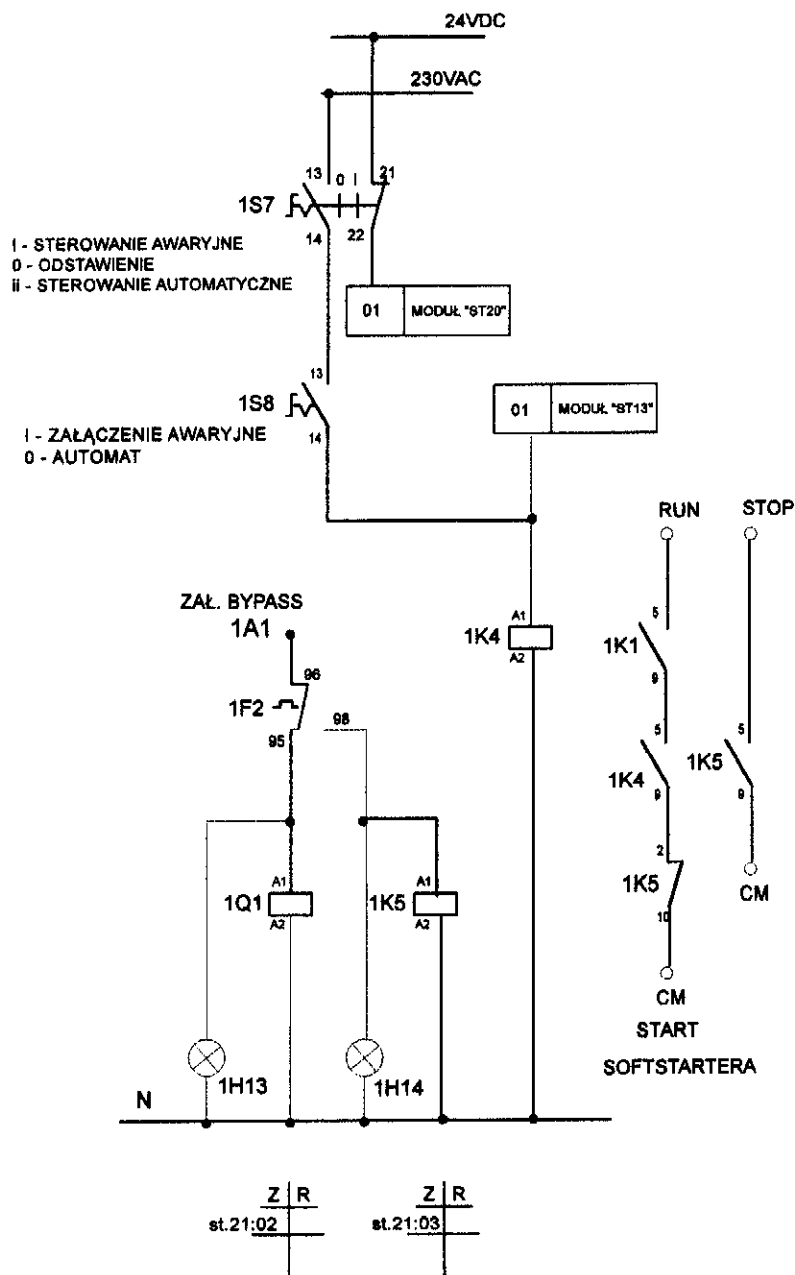 24VDC
230VAC
13 0 I 21
1S7
14 22
I - STEROWANIE AWARYJNE
0 - ODSTAWIENIE
II - STEROWANIE AUTOMATYCZNE
01 MODUŁ "ST20"
13
1S8
14
I - ZAŁĄCZENIE AWARYJNE
0 - AUTOMAT
01 MODUŁ "ST13"
RUN STOP
ZAŁ. BYPASS
1A1
96
1F2
95 98
A1
1K4
A2
5
1K1
9
5
1K4
9
5
1K5
9
2
1K5
10
CM
CM
START
SOFTSTARTERA
A1
1Q1
A2
A1
1K5
A2
1H13
1H14
N
Z R
st.21:02
Z R
st.21:03